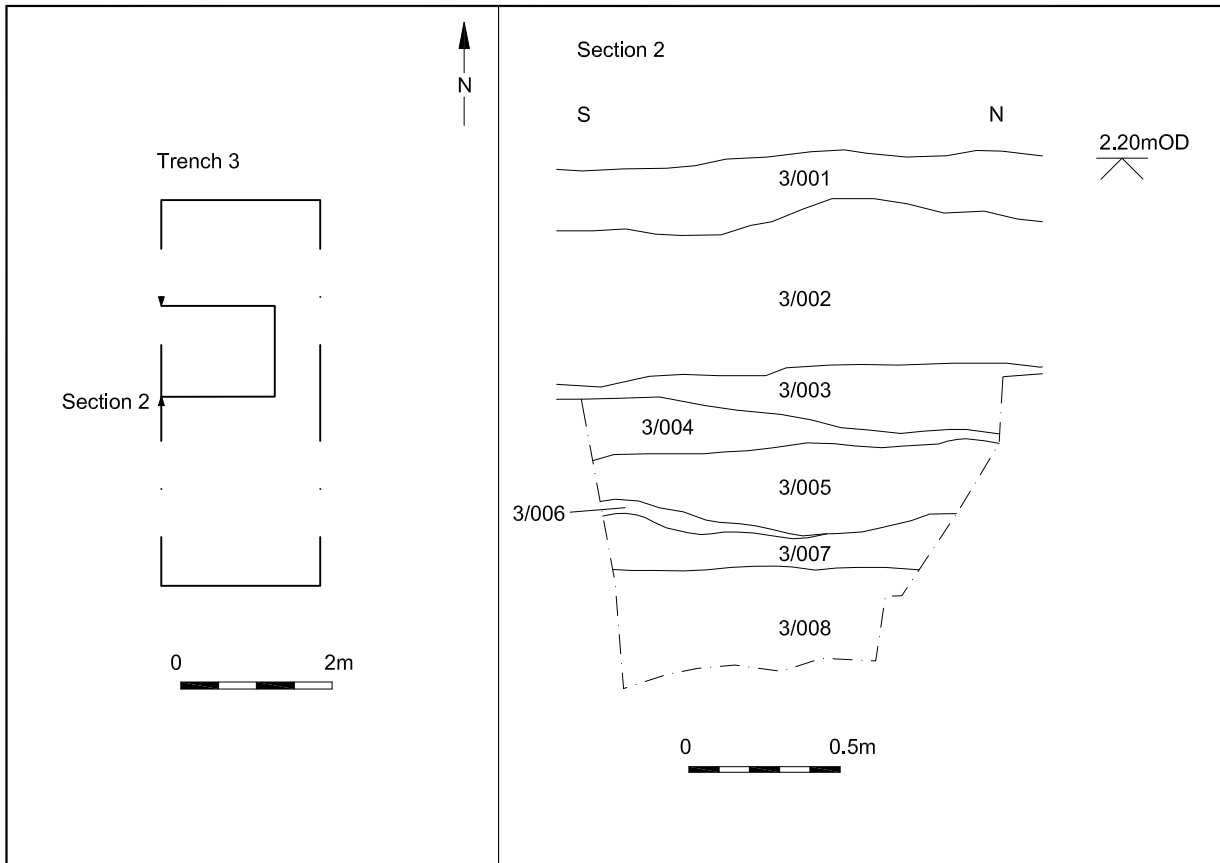 N
Trench 3
Section 2
0 2m
Section 2
S N
2.20mOD
3/001
3/002
3/003
3/004
3/005
3/006
3/007
3/008
0 0.5m